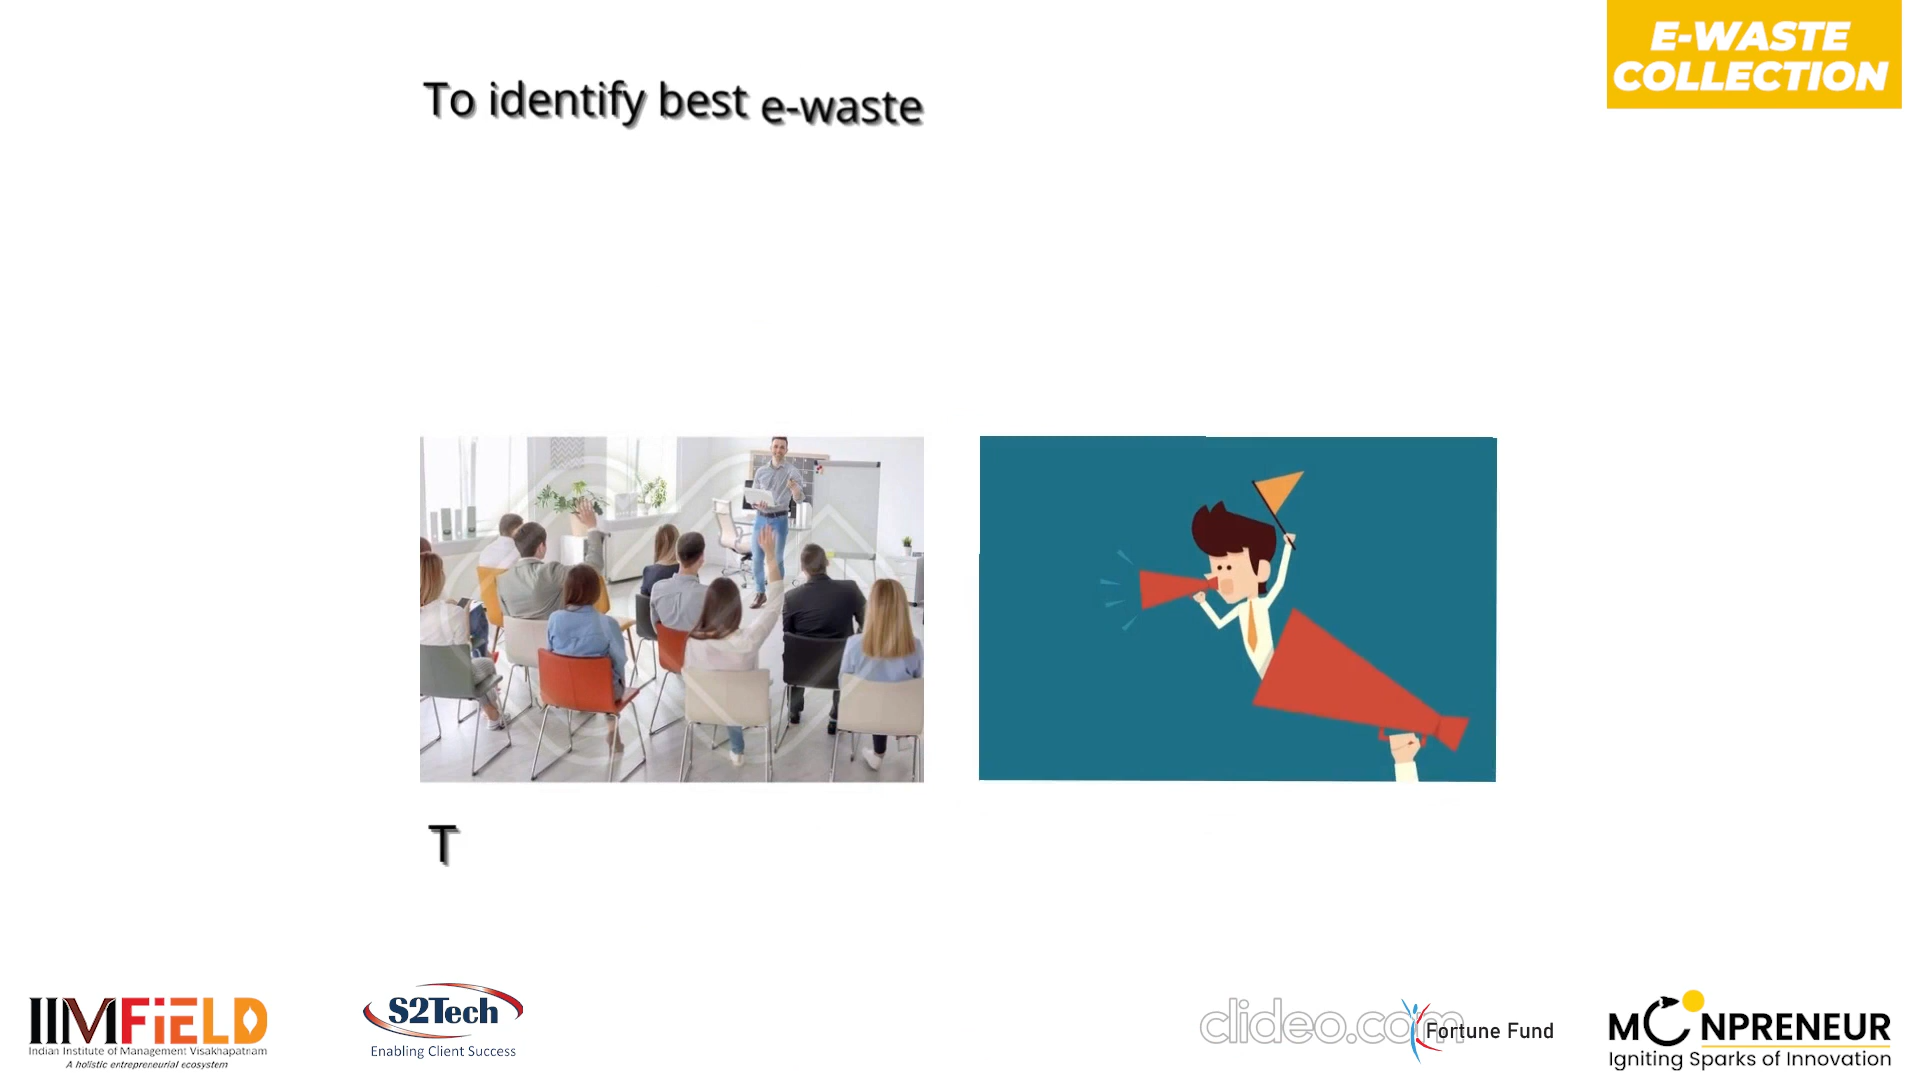 E-WASTE
COLLECTION
To identify best e-waste
T
IIMFiELD
Indian Institute of Management Visakhapatnam
A holistic entrepreneurial ecosystem
S2Tech
Enabling Client Success
clideo.com
Fortune Fund
MOONPRENEUR
Igniting Sparks of Innovation